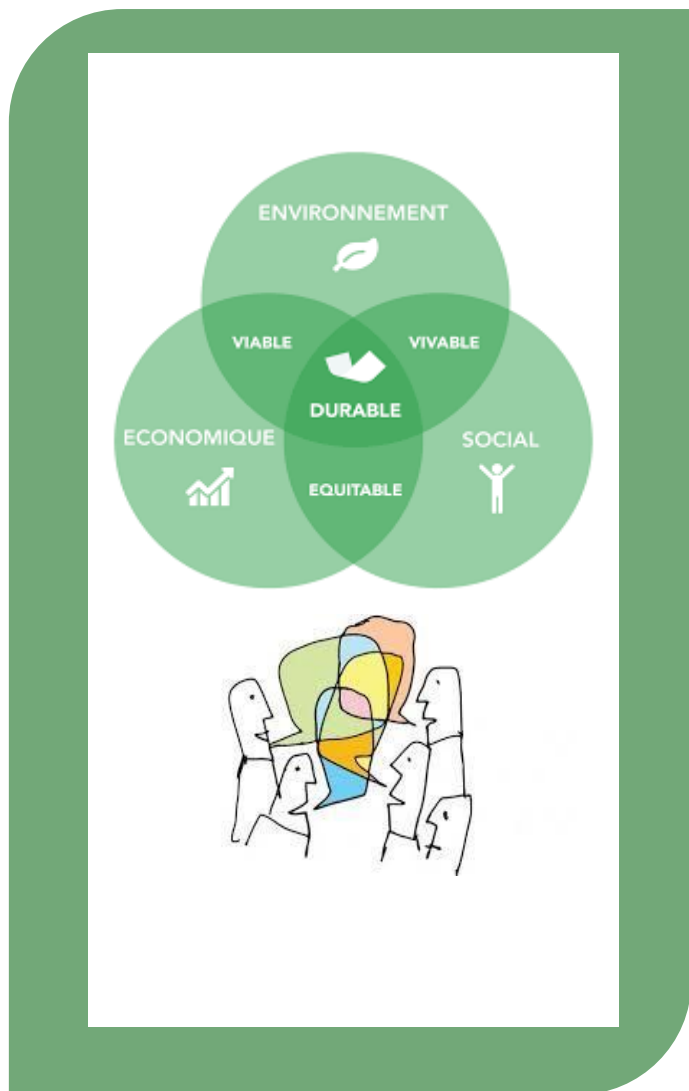 ENVIRONNEMENT
VIABLE
VIVABLE
DURABLE
ECONOMIQUE
SOCIAL
EQUITABLE